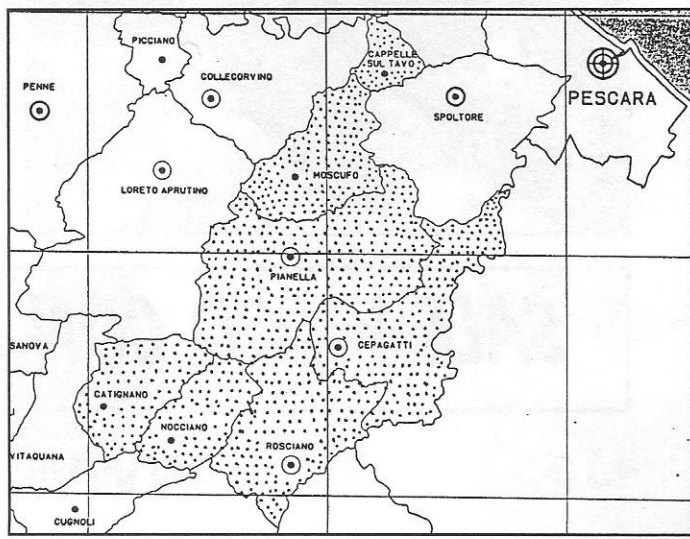 PICCIANO
CAPPELLE
SUL TAVO
COLLECORVINO
PENNE
SPOLTORE
PESCARA
MOSCUFO
LORETO APRUTINO
PIANELLA
SANOVA
CEPAGATTI
CATIGNANO
NOCCIANO
ROSCIANO
VITAQUANA
CUGNOLI